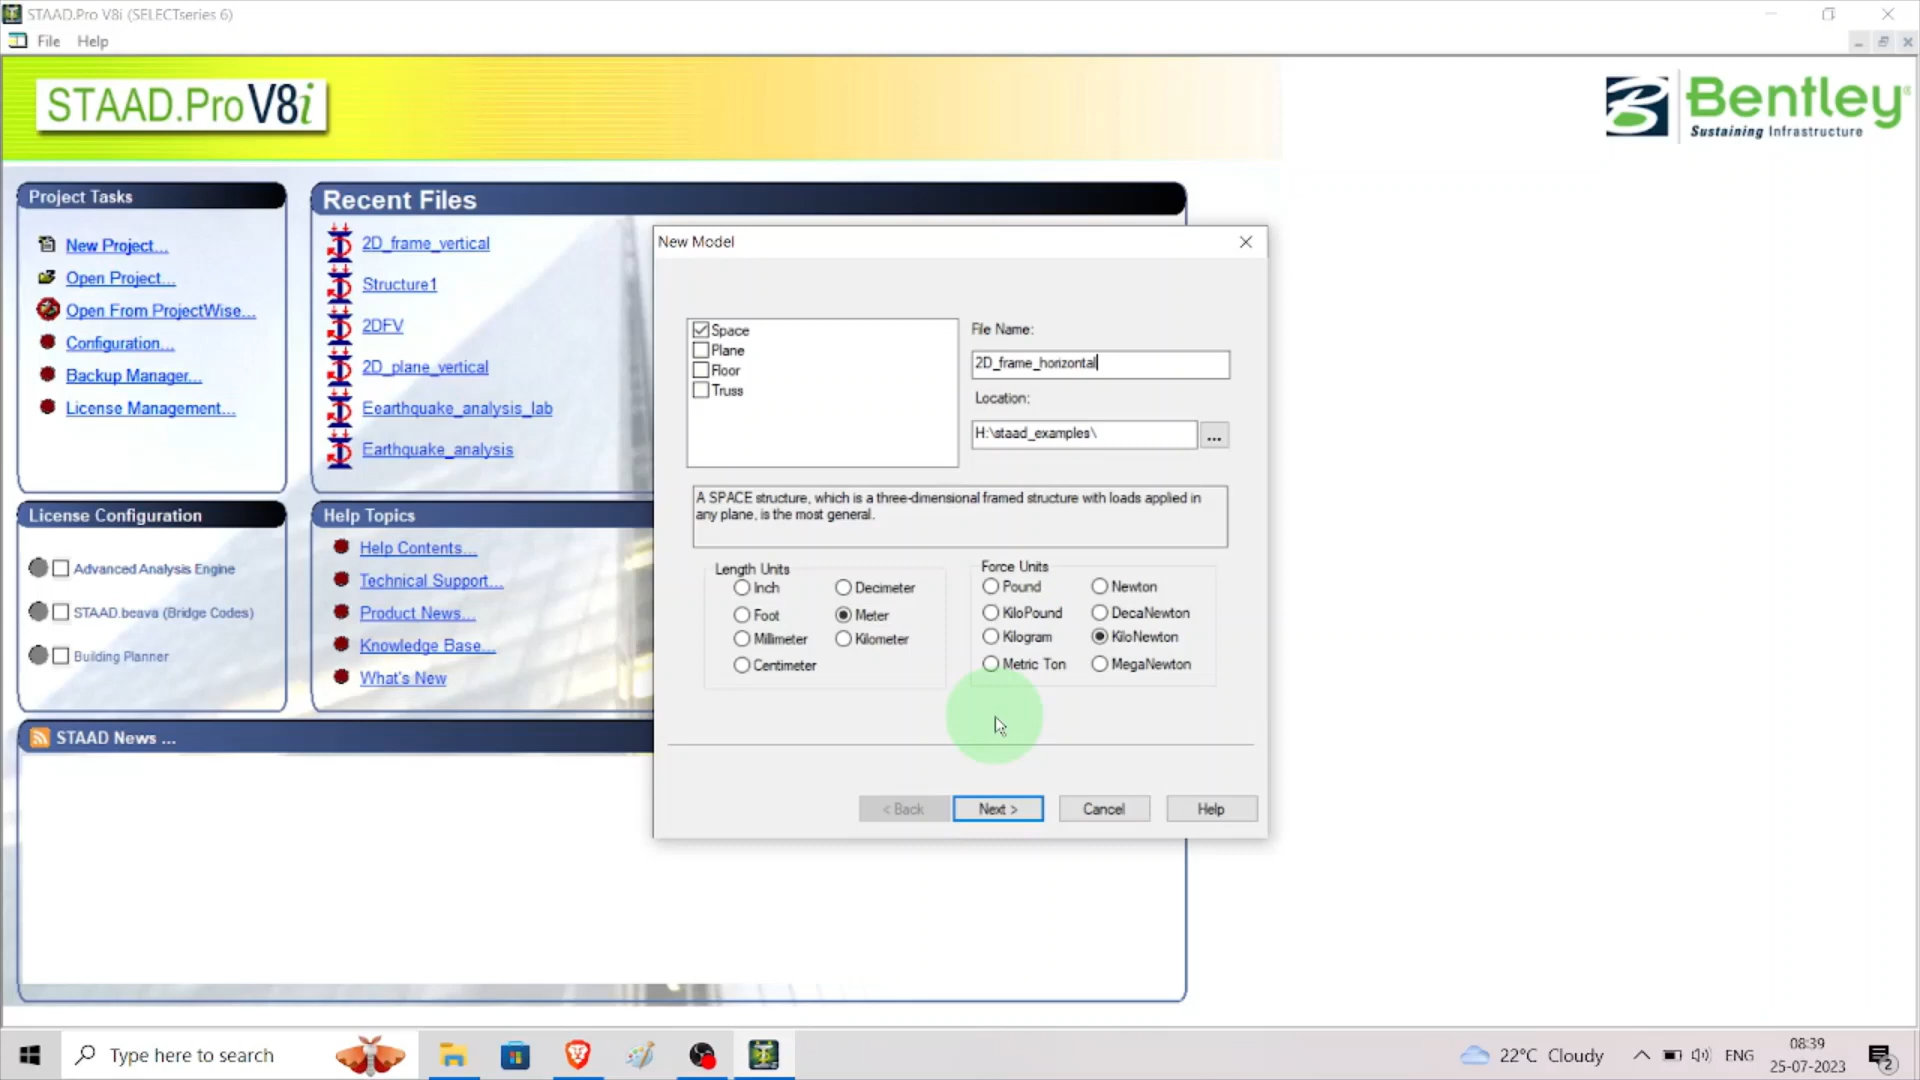 STAAD.Pro V8i (SELECTseries 6)
File Help
STAAD.Pro V8i
Bentley
Sustaining Infrastructure
Project Tasks
New Project...
Open Project...
Open From ProjectWise...
Configuration...
Backup Manager...
License Management...
Recent Files
2D_frame_vertical
Structure1
2DFV
2D_plane_vertical
Eearthquake_analysis_lab
Earthquake_analysis
License Configuration
Advanced Analysis Engine
STAAD.beava (Bridge Codes)
Building Planner
Help Topics
Help Contents...
Technical Support...
Product News...
Knowledge Base...
What's New
STAAD News ...
New Model
Space
Plane
Floor
Truss
File Name:
2D_frame_horizontal
Location:
H:\staad_examples\
...
A SPACE structure, which is a three-dimensional framed structure with loads applied in
any plane, is the most general.
Length Units
Inch Decimeter
Foot Meter
Millimeter Kilometer
Centimeter
Force Units
Pound Newton
KiloPound DecaNewton
Kilogram KiloNewton
Metric Ton MegaNewton
< Back Next > Cancel Help
Type here to search
22°C Cloudy
ENG
08:39
25-07-2023
2